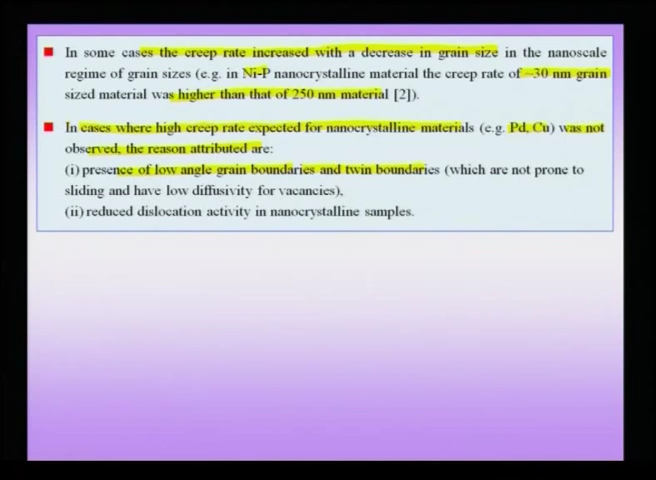 In some cases the creep rate increased with a decrease in grain size in the nanoscale
regime of grain sizes (e.g. in Ni-P nanocrystalline material the creep rate of ~30 nm grain
sized material was higher than that of 250 nm material [2]).
In cases where high creep rate expected for nanocrystalline materials (e.g. Pd, Cu) was not
observed, the reason attributed are:
(i) presence of low angle grain boundaries and twin boundaries (which are not prone to
sliding and have low diffusivity for vacancies),
(ii) reduced dislocation activity in nanocrystalline samples.